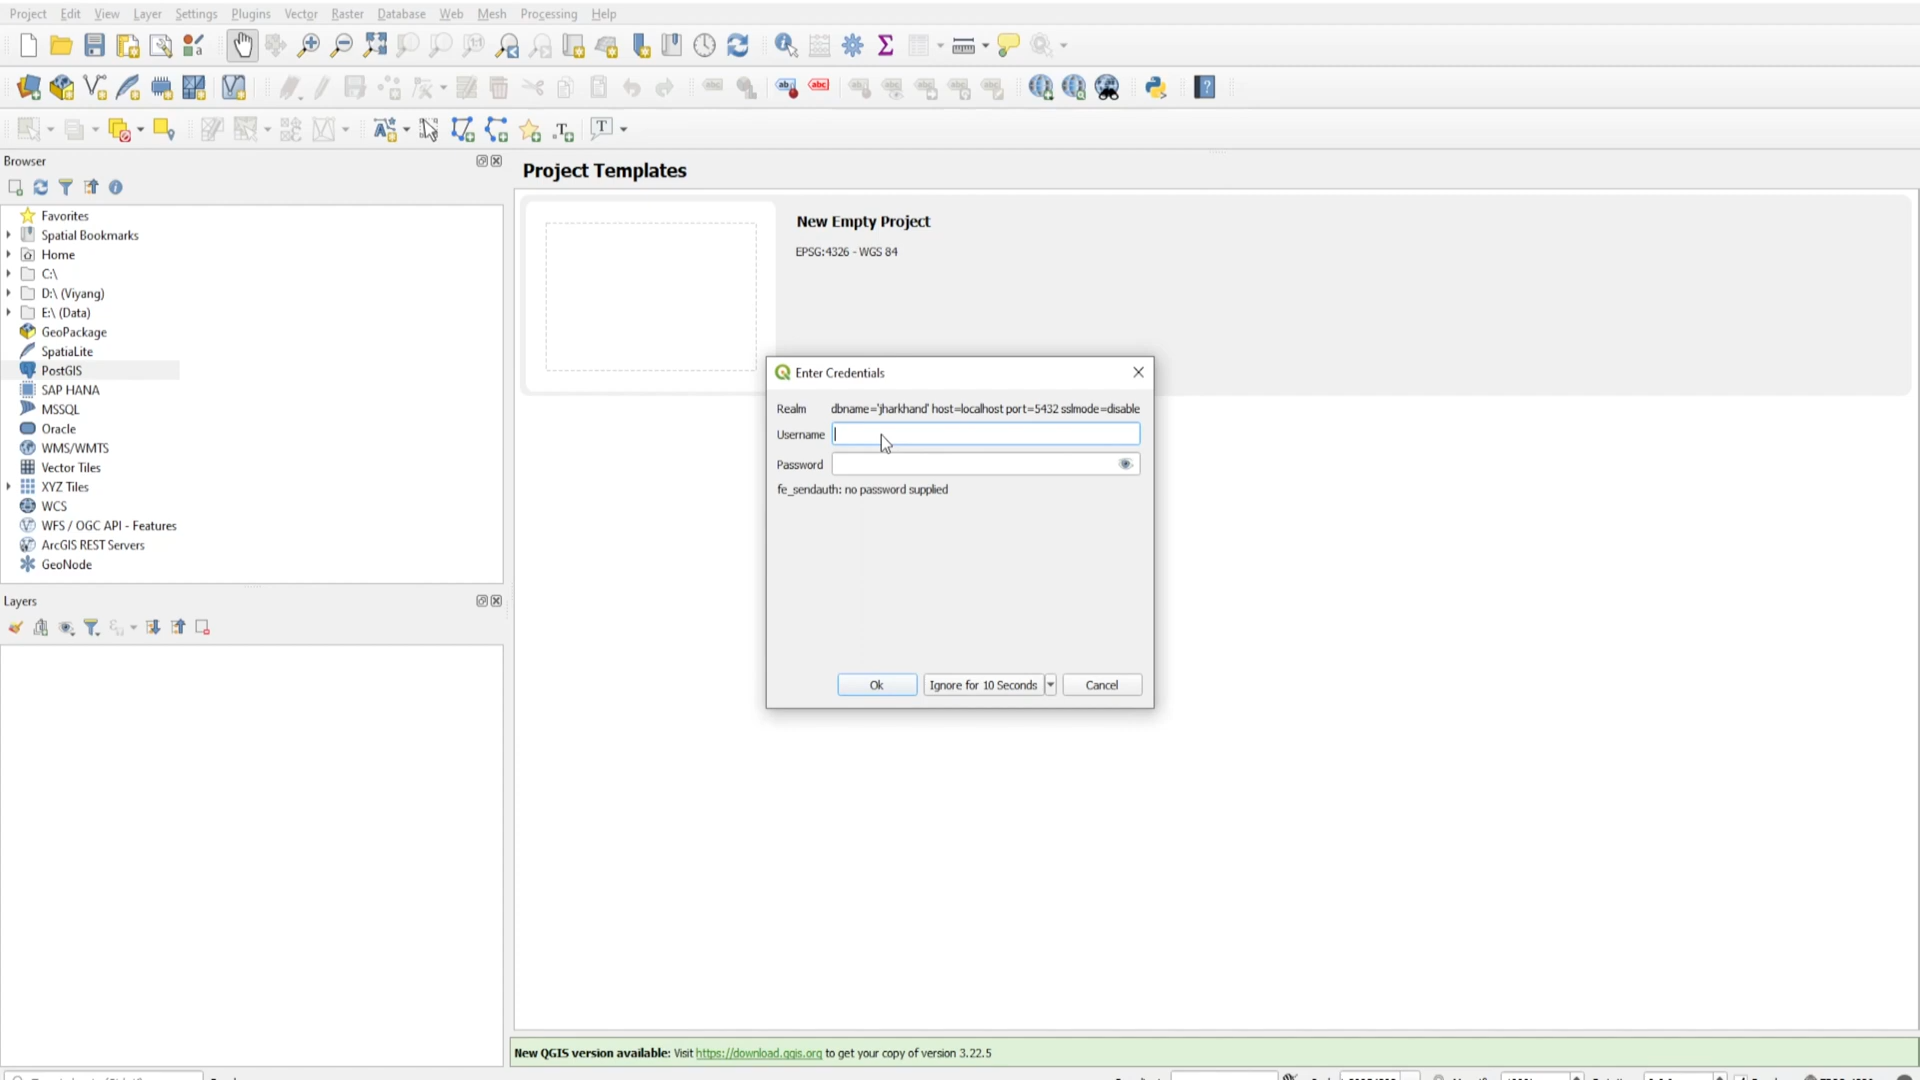 Project Edit View Layer Settings Plugins Vector Raster Database Web Mesh Processing Help
Browser
Project Templates
Favorites
Spatial Bookmarks
Home
C:\
D:\ (Viyang)
E:\ (Data)
GeoPackage
SpatiaLite
PostGIS
SAP HANA
MSSQL
Oracle
WMS/WMTS
Vector Tiles
XYZ Tiles
WCS
WFS / OGC API - Features
ArcGIS REST Servers
GeoNode
New Empty Project
EPSG:4326 - WGS 84
Enter Credentials
Realm dbname='jharkhand' host=localhost port=5432 sslmode=disable
Username
Password
fe_sendauth: no password supplied
Ok Ignore for 10 Seconds Cancel
Layers
New QGIS version available: Visit https://download.qgis.org to get your copy of version 3.22.5